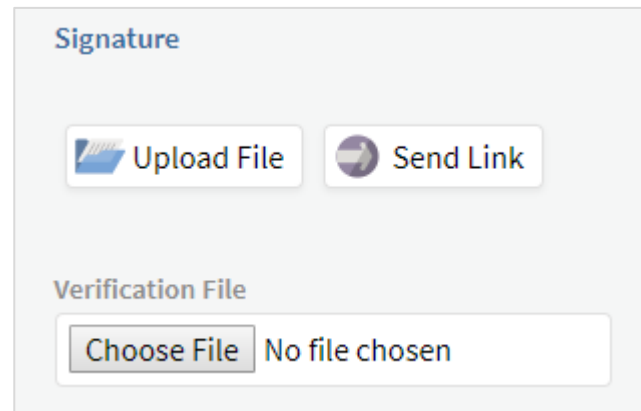 Signature
Upload File Send Link
Verification File
Choose File No file chosen